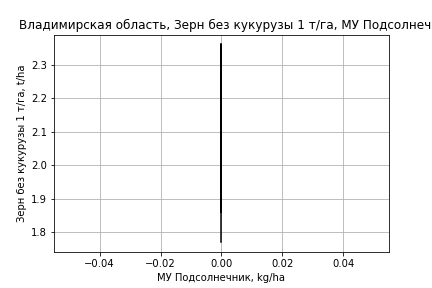 Владимирская область, Зерн без кукурузы 1 т/га, МУ Подсолнеч
2.3
2.2
2.1
2.0
1.9
1.8
Зерн без кукурузы 1 т/га, t/ha
−0.04 −0.02 0.00 0.02 0.04
МУ Подсолнечник, kg/ha